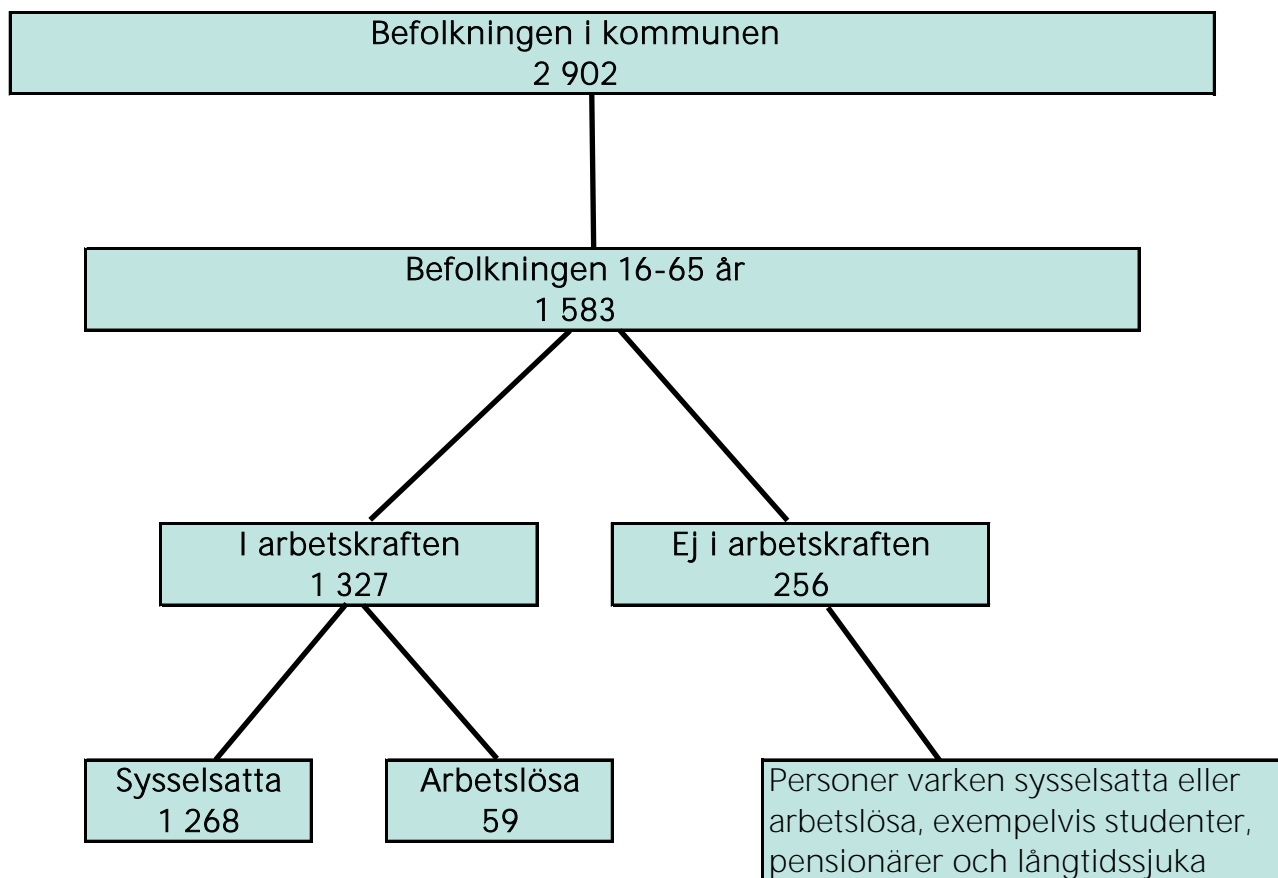 Befolkningen i kommunen
2 902
Befolkningen 16-65 år
1 583
I arbetskraften
1 327
Ej i arbetskraften
256
Sysselsatta
1 268
Arbetslösa
59
Personer varken sysselsatta eller
arbetslösa, exempelvis studenter,
pensionärer och långtidssjuka